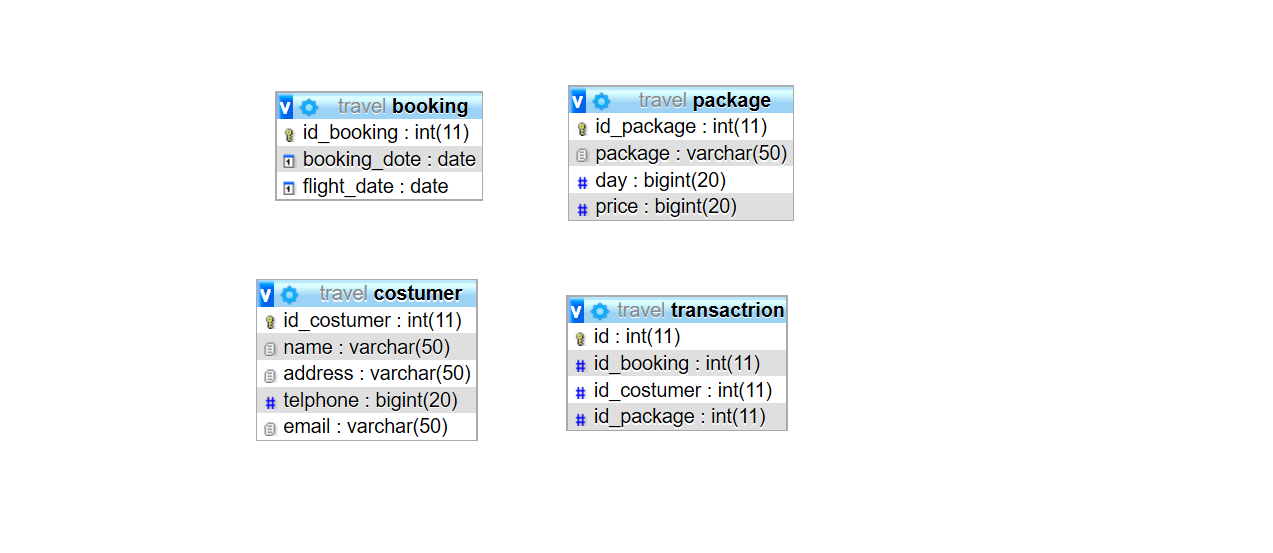 travel booking
id_booking : int(11)
booking_dote : date
flight_date : date
travel package
id_package : int(11)
package : varchar(50)
day : bigint(20)
price : bigint(20)
travel costumer
id_costumer : int(11)
name : varchar(50)
address : varchar(50)
telphone : bigint(20)
email : varchar(50)
travel transactrion
id : int(11)
id_booking : int(11)
id_costumer : int(11)
id_package : int(11)